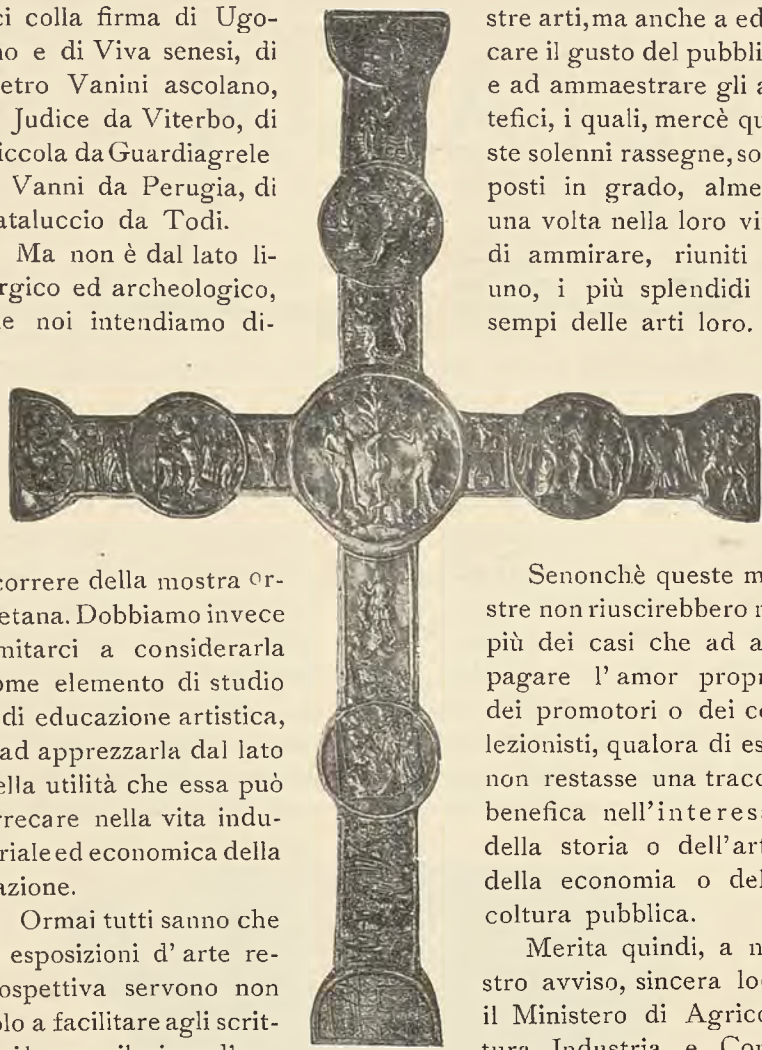 ci colla firma di Ugo-
no e di Viva senesi, di
etro Vanini ascolano,
Judice da Viterbo, di
iccola da Guardiagrele
Vanni da Perugia, di
ataluccio da Todi.
Ma non è dal lato li-
rgico ed archeologico,
e noi intendiamo di-
correre della mostra or-
etana. Dobbiamo invece
mitarci a considerarla
ome elemento di studio
di educazione artistica,
ad apprezzarla dal lato
ella utilità che essa può
rrecare nella vita indu-
riale ed economica della
azione.
Ormai tutti sanno che
esposizioni d'arte re-
ospettiva servono non
olo a facilitare agli scrit-
stre arti, ma anche a ed
care il gusto del pubbli
e ad ammaestrare gli a
tefici, i quali, mercè qu
ste solenni rassegne, so
posti in grado, alme
una volta nella loro vi
di ammirare, riuniti
uno, i più splendidi
sempi delle arti loro.
Senonchè queste m
stre non riuscirebbero n
più dei casi che ad a
pagare l'amor propr
dei promotori o dei co
lezionisti, qualora di es
non restasse una tracc
benefica nell'interess
della storia o dell'art
della economia o del
coltura pubblica.
Merita quindi, a n
stro avviso, sincera lo
il Ministero di Agrico
tura Industria e Com